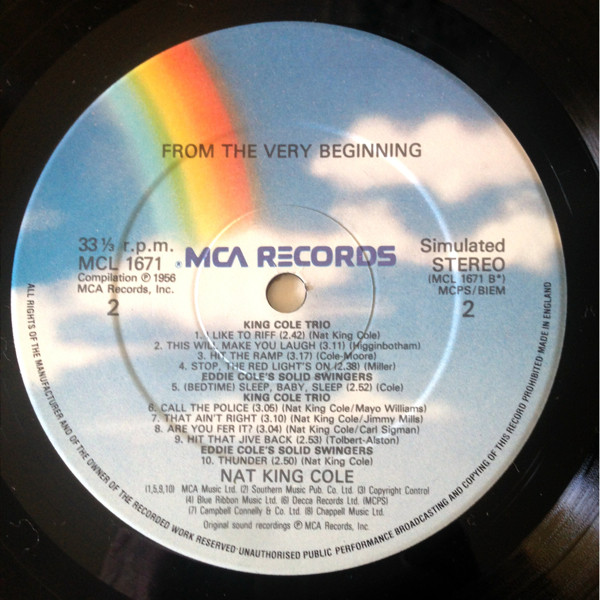 FROM THE VERY BEGINNING
33⅓ r.p.m.
MCL 1671
Compilation ℗ 1956
MCA Records, Inc.
2
MCA RECORDS
Simulated
STEREO
(MCL 1671 B*)
MCPS/BIEM
2
KING COLE TRIO
1. I LIKE TO RIFF (2.42) (Nat King Cole)
2. THIS WILL MAKE YOU LAUGH (3.11) (Higginbotham)
3. HIT THE RAMP (3.17) (Cole-Moore)
4. STOP, THE RED LIGHT'S ON (2.38) (Miller)
EDDIE COLE'S SOLID SWINGERS
5. (BEDTIME) SLEEP, BABY, SLEEP (2.52) (Cole)
KING COLE TRIO
6. CALL THE POLICE (3.05) (Nat King Cole/Mayo Williams)
7. THAT AIN'T RIGHT (3.10) (Nat King Cole/Jimmy Mills)
8. ARE YOU FER IT? (3.04) (Nat King Cole/Carl Sigman)
9. HIT THAT JIVE BACK (2.53) (Tolbert-Alston)
EDDIE COLE'S SOLID SWINGERS
10. THUNDER (2.50) (Nat King Cole)
NAT KING COLE
(1,5,9,10) MCA Music Ltd. (2) Southern Music Pub. Co. Ltd. (3) Copyright Control
(4) Blue Ribbon Music Ltd. (6) Decca Records Ltd. (MCPS)
(7) Campbell Connelly & Co. Ltd. (8) Chappell Music Ltd.
Original sound recordings ℗ MCA Records, Inc.
ALL RIGHTS OF THE MANUFACTURER AND OF THE OWNER OF THE RECORDED WORK RESERVED·UNAUTHORISED PUBLIC PERFORMANCE BROADCASTING AND COPYING OF THIS RECORD PROHIBITED·MADE IN ENGLAND